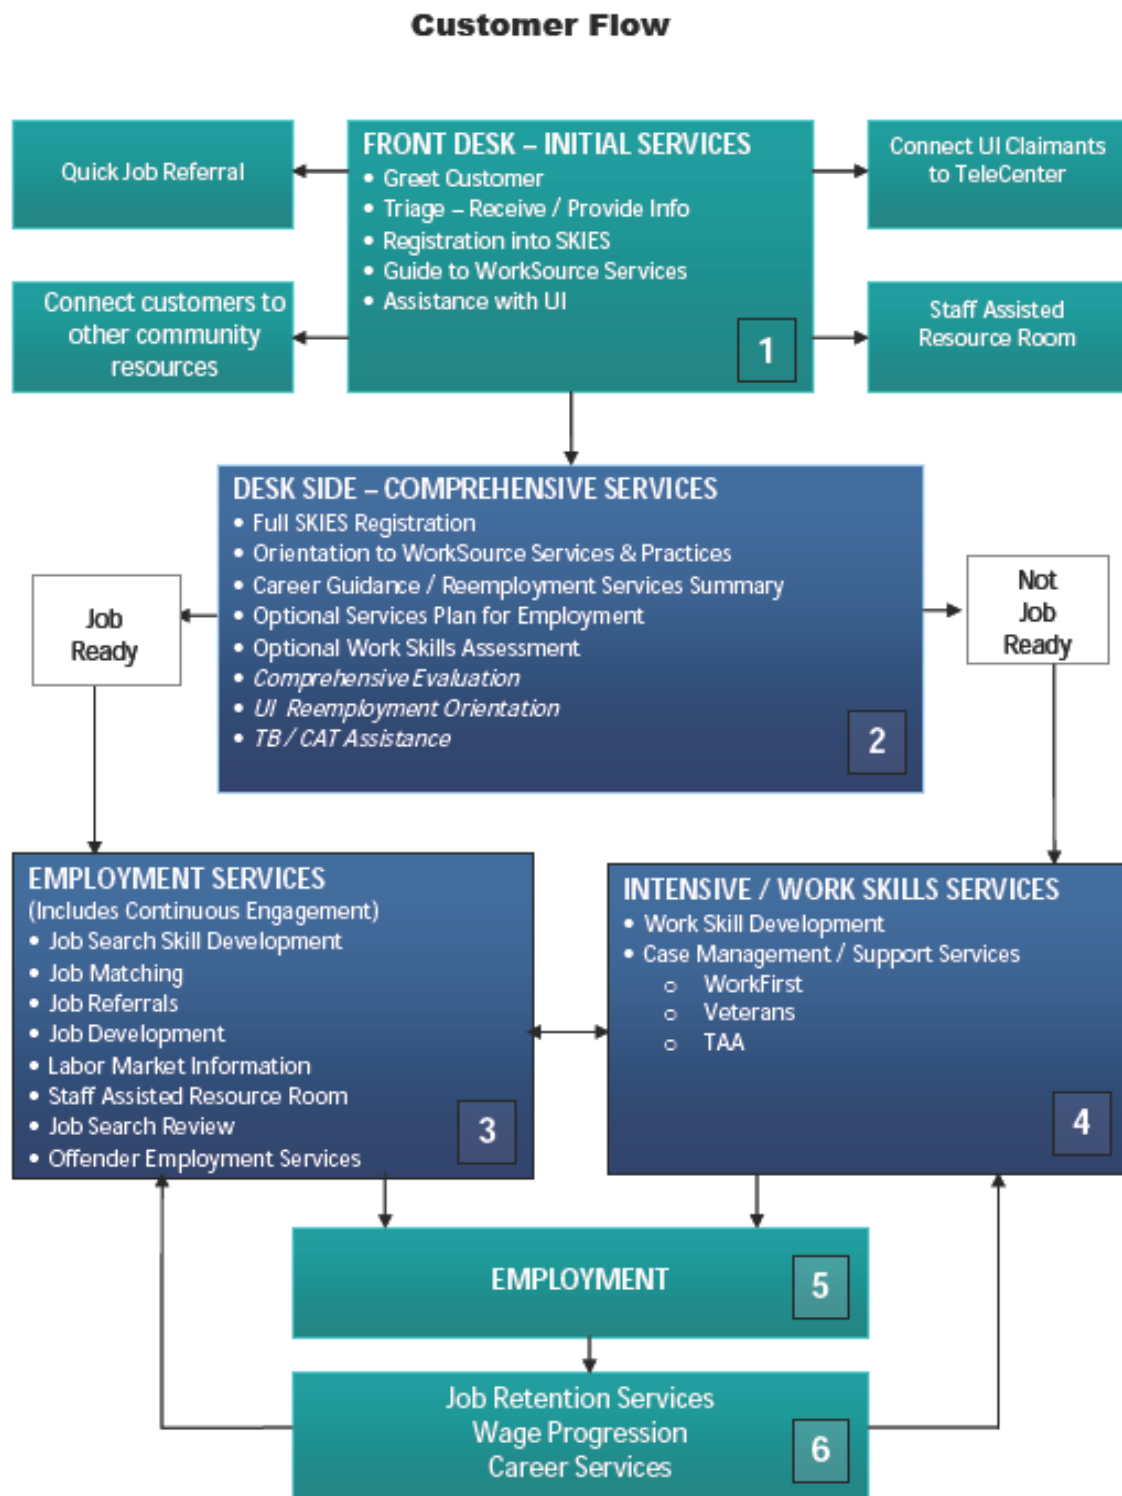 Customer Flow
Quick Job Referral
FRONT DESK – INITIAL SERVICES
• Greet Customer
• Triage – Receive / Provide Info
• Registration into SKIES
• Guide to WorkSource Services
• Assistance with UI
1
Connect UI Claimants
to TeleCenter
Connect customers to
other community
resources
Staff Assisted
Resource Room
DESK SIDE – COMPREHENSIVE SERVICES
• Full SKIES Registration
• Orientation to WorkSource Services & Practices
• Career Guidance / Reemployment Services Summary
• Optional Services Plan for Employment
• Optional Work Skills Assessment
• Comprehensive Evaluation
• UI Reemployment Orientation
• TB / CAT Assistance
2
Job
Ready
Not
Job
Ready
EMPLOYMENT SERVICES
(Includes Continuous Engagement)
• Job Search Skill Development
• Job Matching
• Job Referrals
• Job Development
• Labor Market Information
• Staff Assisted Resource Room
• Job Search Review
• Offender Employment Services
3
INTENSIVE / WORK SKILLS SERVICES
• Work Skill Development
• Case Management / Support Services
o WorkFirst
o Veterans
o TAA
4
EMPLOYMENT
5
Job Retention Services
Wage Progression
Career Services
6